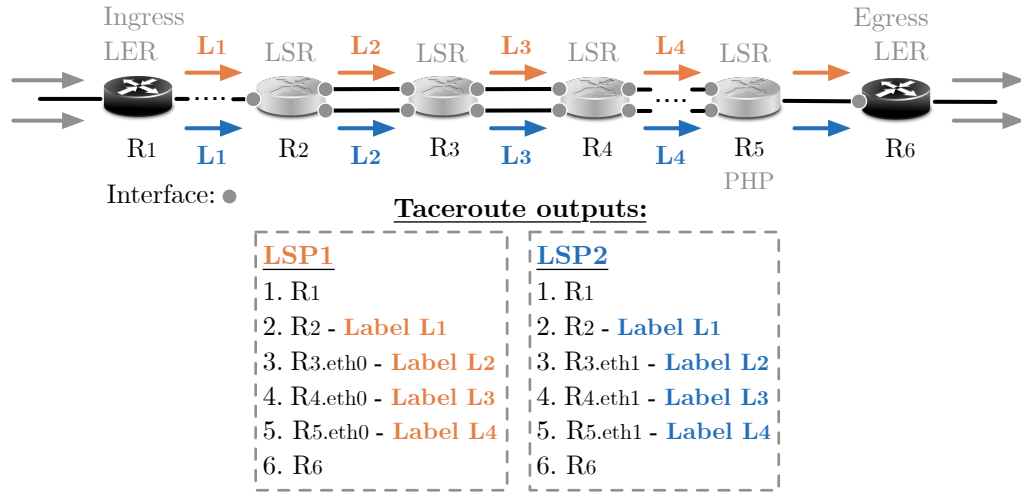 Ingress Egress
LER L1 LSR L2 LSR L3 LSR L4 LSR LER
L1 L2 L3 L4
R1 R2 R3 R4 R5 R6
PHP
Interface:
Taceroute outputs:
LSP1
1. R1
2. R2 - Label L1
3. R3.eth0 - Label L2
4. R4.eth0 - Label L3
5. R5.eth0 - Label L4
6. R6
LSP2
1. R1
2. R2 - Label L1
3. R3.eth1 - Label L2
4. R4.eth1 - Label L3
5. R5.eth1 - Label L4
6. R6